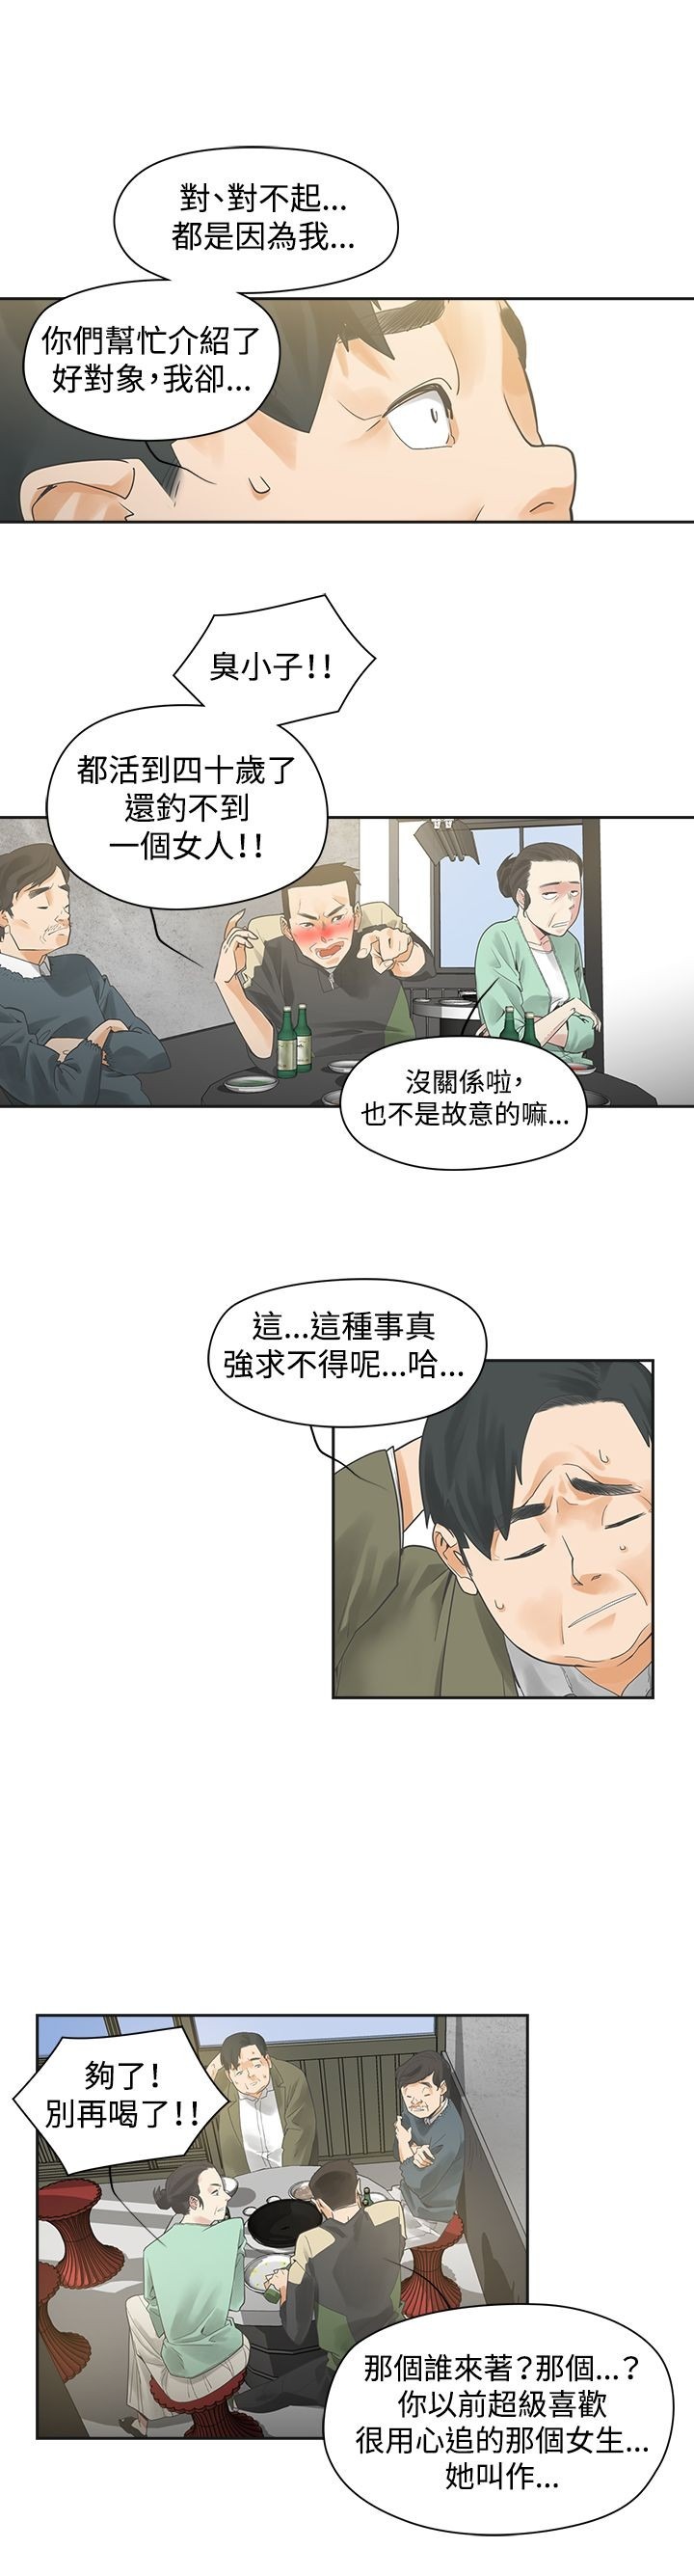 對、對不起...
都是因為我...
你們幫忙介紹了
好對象，我卻...
臭小子！！
都活到四十歲了
還釣不到
一個女人！！
沒關係啦，
也不是故意的嘛...
這...這種事真
強求不得呢...哈...
夠了！
別再喝了！！
那個誰來著？那個...？
你以前超級喜歡
很用心追的那個女生...
她叫作...